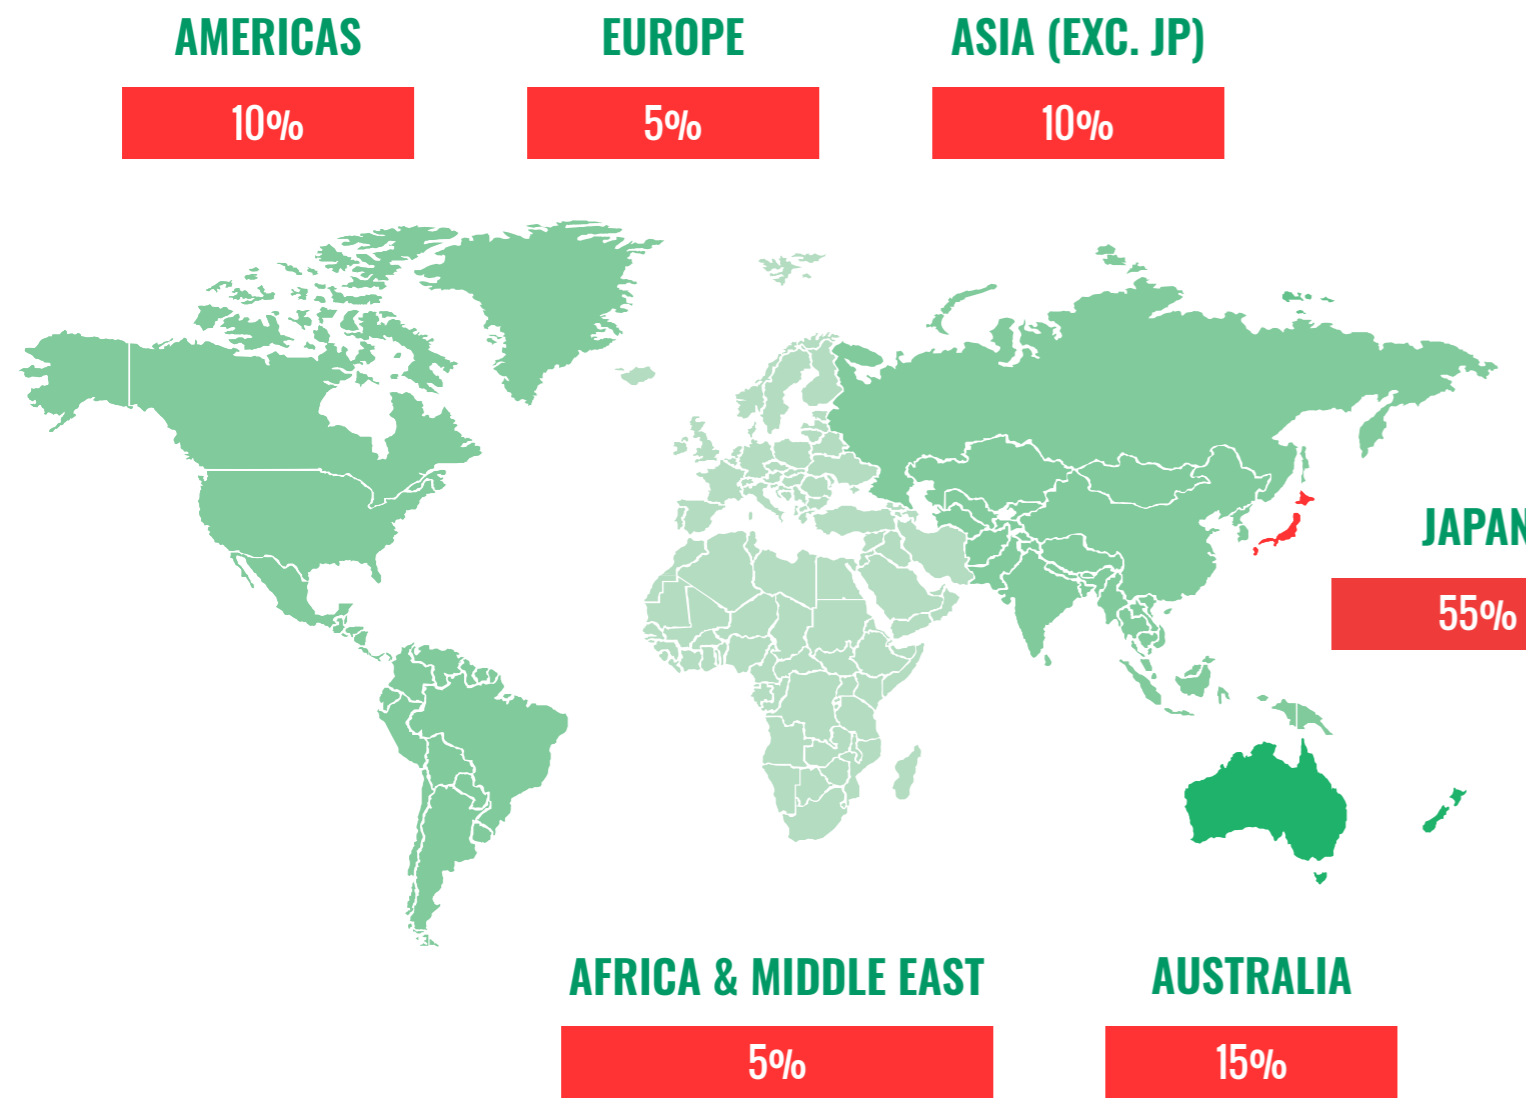 AMERICAS
10%
EUROPE
5%
ASIA (EXC. JP)
10%
JAPAN
55%
AFRICA & MIDDLE EAST
5%
AUSTRALIA
15%